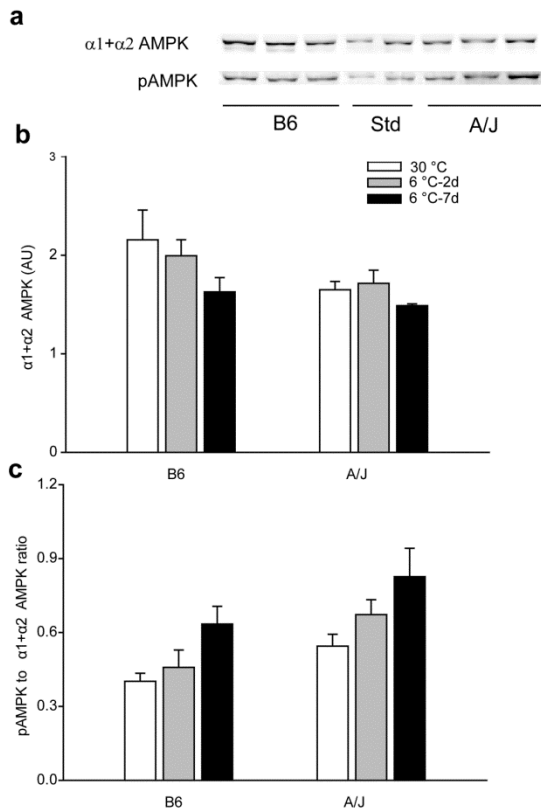 a
α1+α2 AMPK
pAMPK
B6 Std A/J
b
3
2
1
0
α1+α2 AMPK (AU)
30 °C
6 °C-2d
6 °C-7d
B6 A/J
c
1.2
0.9
0.6
0.3
0.0
pAMPK to α1+α2 AMPK ratio
B6 A/J